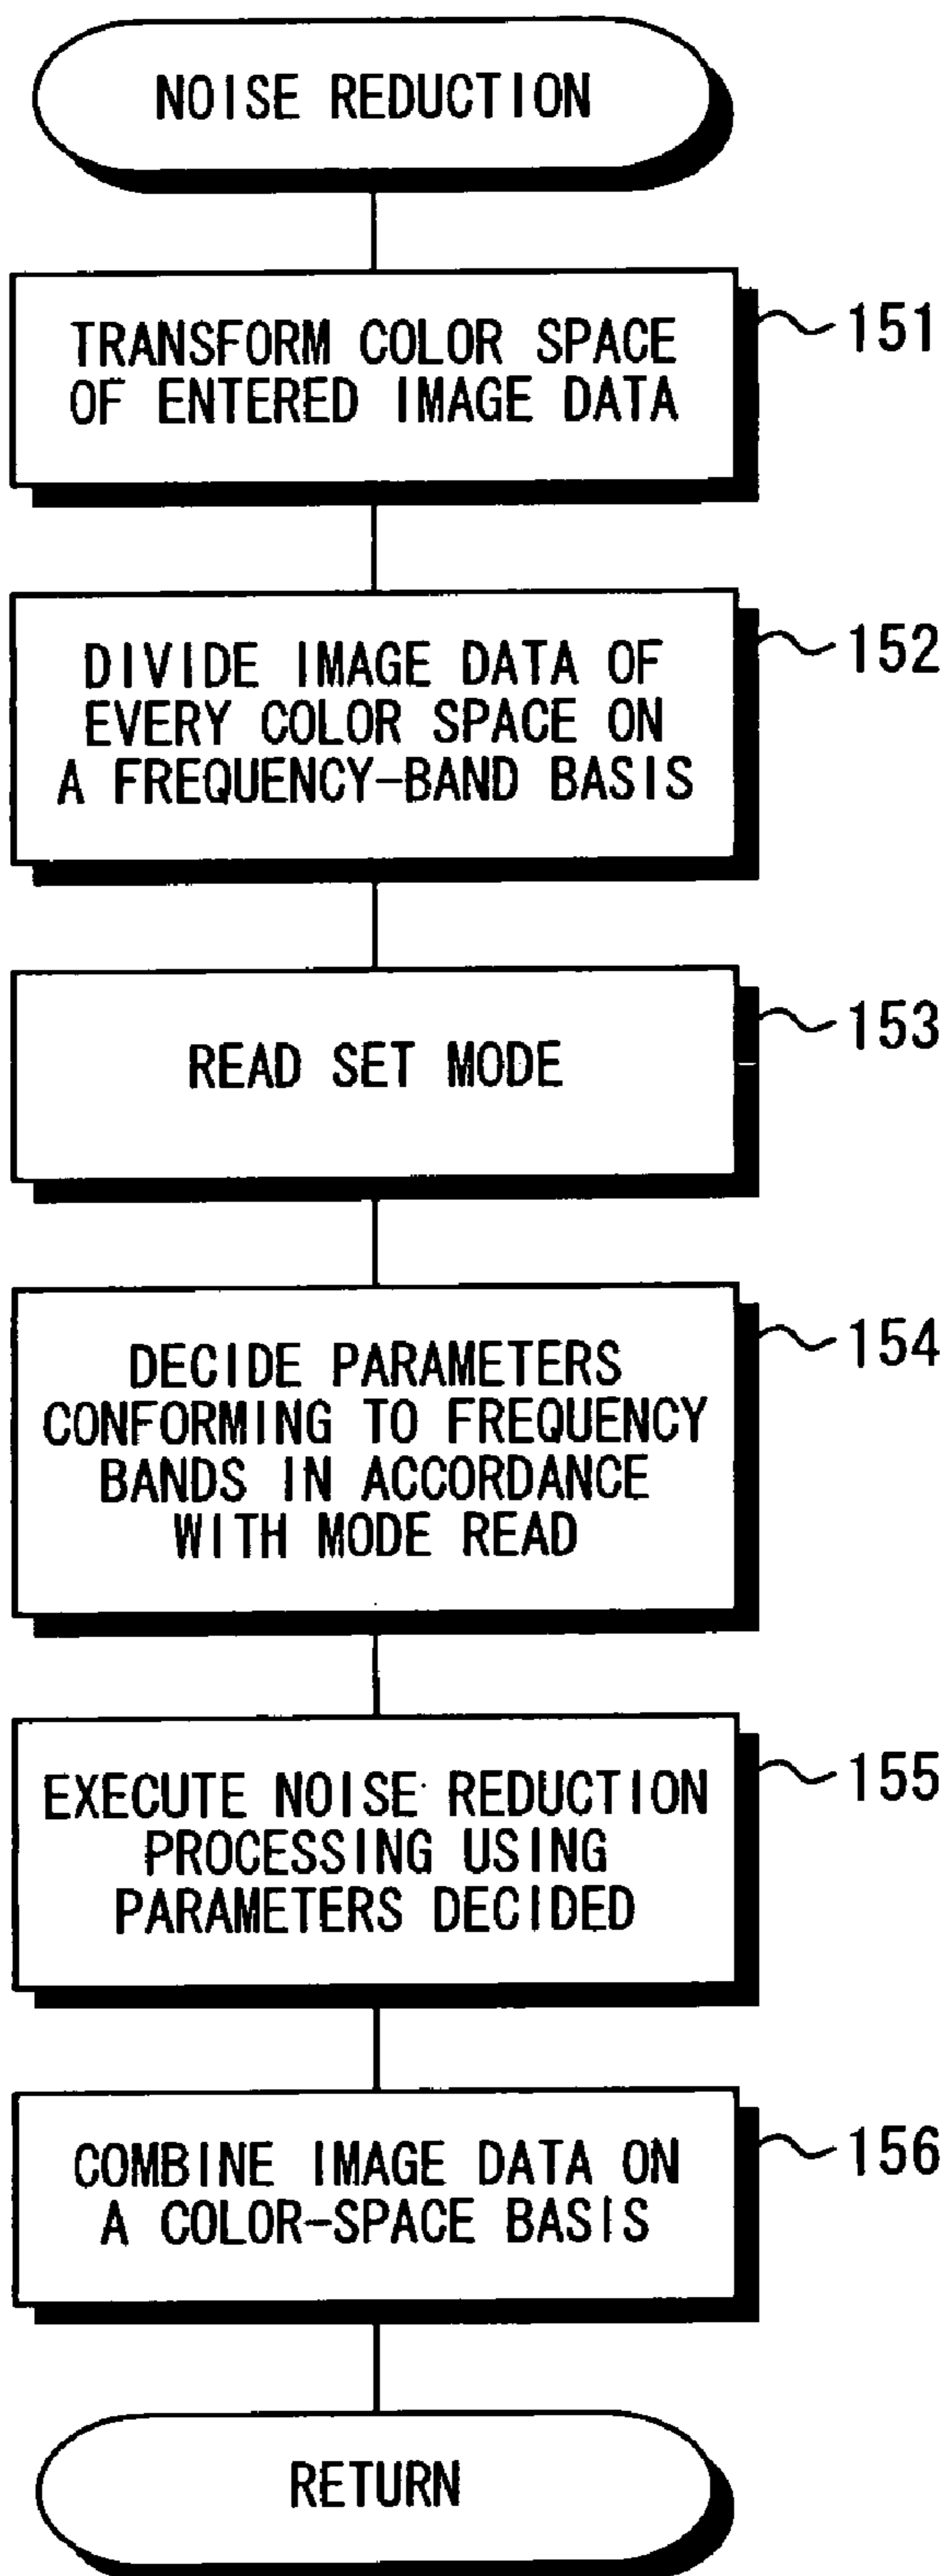 NOISE REDUCTION
TRANSFORM COLOR SPACE
OF ENTERED IMAGE DATA
151
DIVIDE IMAGE DATA OF
EVERY COLOR SPACE ON
A FREQUENCY-BAND BASIS
152
READ SET MODE
153
DECIDE PARAMETERS
CONFORMING TO FREQUENCY
BANDS IN ACCORDANCE
WITH MODE READ
154
EXECUTE NOISE REDUCTION
PROCESSING USING
PARAMETERS DECIDED
155
COMBINE IMAGE DATA ON
A COLOR-SPACE BASIS
156
RETURN